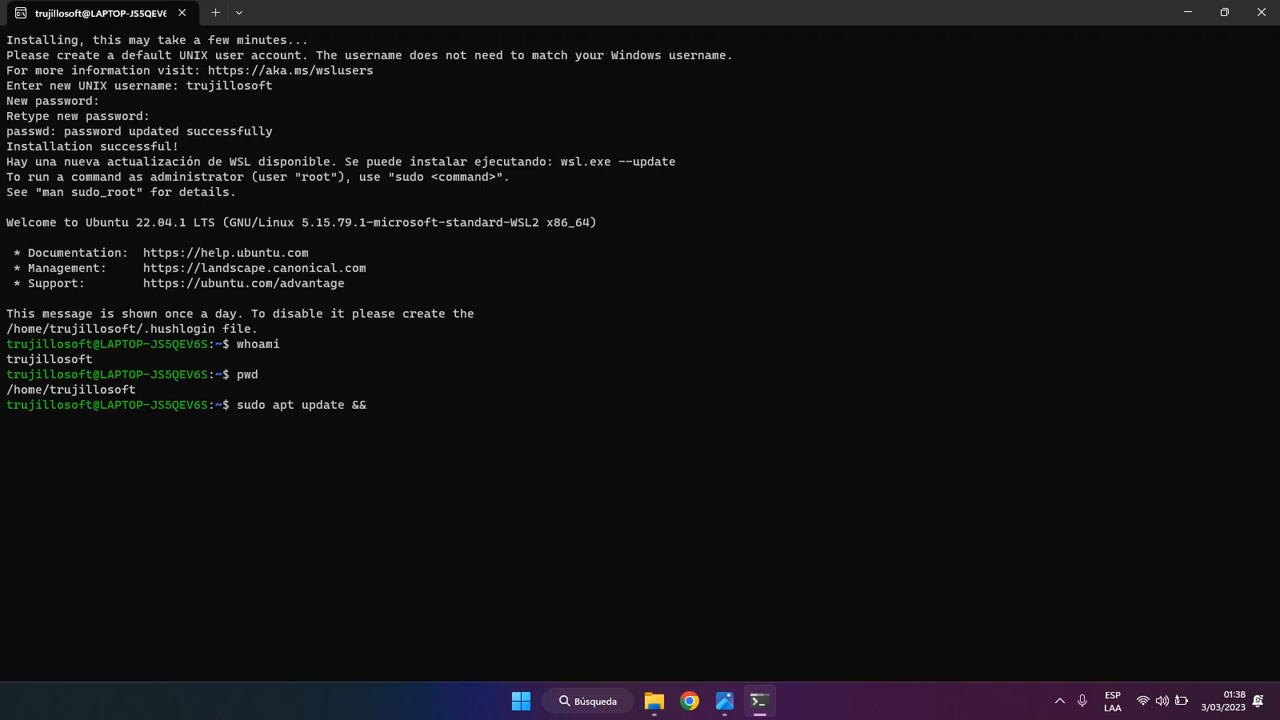 trujillosoft@LAPTOP-JS5QEV6
Installing, this may take a few minutes...
Please create a default UNIX user account. The username does not need to match your Windows username.
For more information visit: https://aka.ms/wslusers
Enter new UNIX username: trujillosoft
New password:
Retype new password:
passwd: password updated successfully
Installation successful!
Hay una nueva actualización de WSL disponible. Se puede instalar ejecutando: wsl.exe --update
To run a command as administrator (user "root"), use "sudo <command>".
See "man sudo_root" for details.
Welcome to Ubuntu 22.04.1 LTS (GNU/Linux 5.15.79.1-microsoft-standard-WSL2 x86_64)
* Documentation: https://help.ubuntu.com
* Management: https://landscape.canonical.com
* Support: https://ubuntu.com/advantage
This message is shown once a day. To disable it please create the
/home/trujillosoft/.hushlogin file.
trujillosoft@LAPTOP-JS5QEV6S:~$ whoami
trujillosoft
trujillosoft@LAPTOP-JS5QEV6S:~$ pwd
/home/trujillosoft
trujillosoft@LAPTOP-JS5QEV6S:~$ sudo apt update &&
Búsqueda
ESP
LAA
01:38
3/03/2023